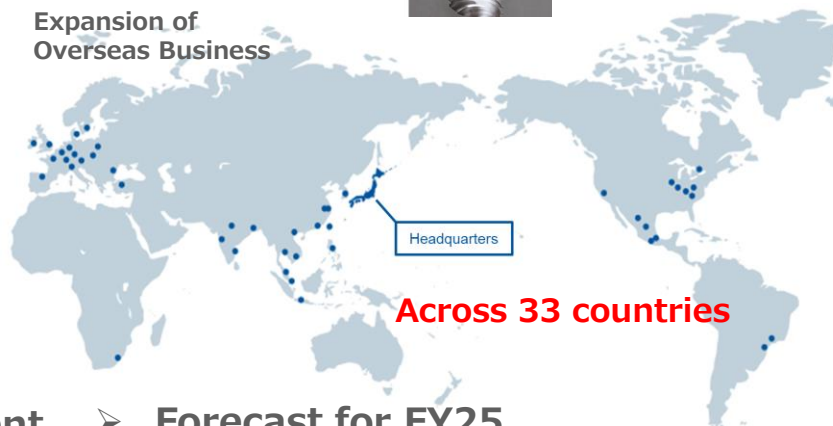 Expansion of
Overseas Business
Headquarters
Across 33 countries
➢ Forecast for FY25